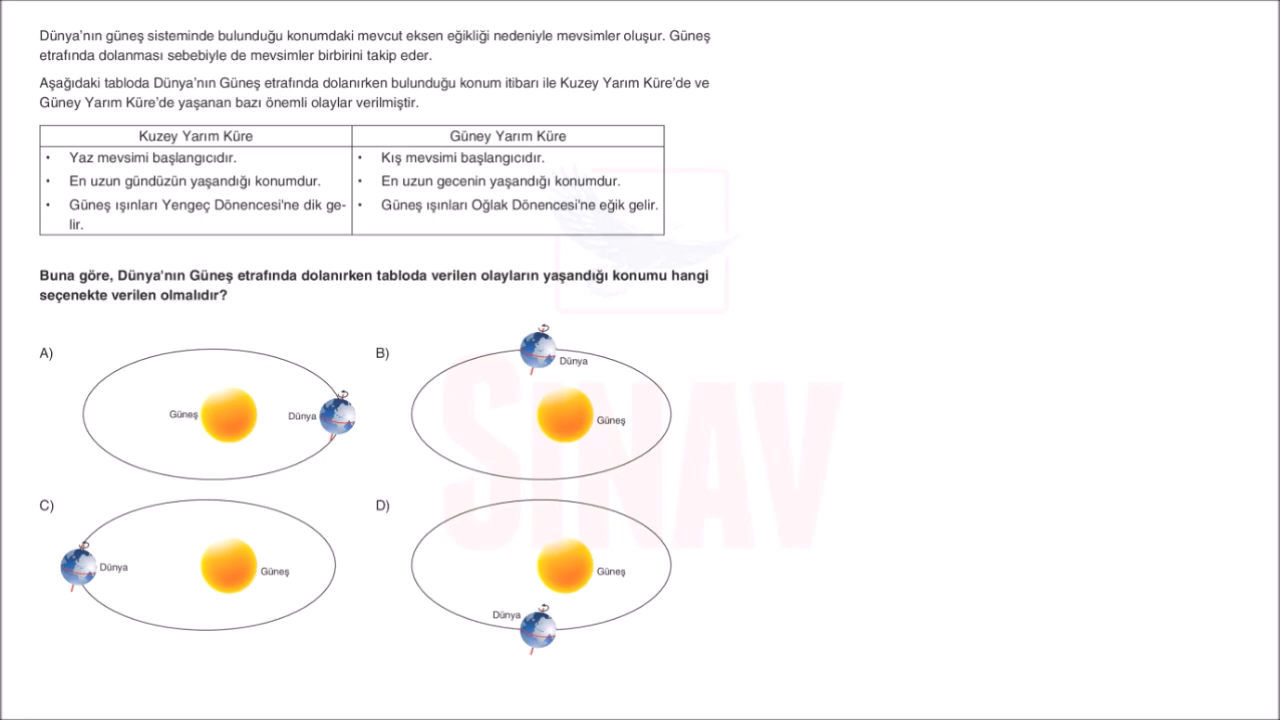 Dünya'nın güneş sisteminde bulunduğu konumdaki mevcut eksen eğikliği nedeniyle mevsimler oluşur. Güneş
etrafında dolanması sebebiyle de mevsimler birbirini takip eder.
Aşağıdaki tabloda Dünya'nın Güneş etrafında dolanırken bulunduğu konum itibarı ile Kuzey Yarım Küre'de ve
Güney Yarım Küre'de yaşanan bazı önemli olaylar verilmiştir.
Kuzey Yarım Küre
Güney Yarım Küre
• Yaz mevsimi başlangıcıdır.
• Kış mevsimi başlangıcıdır.
• En uzun gündüzün yaşandığı konumdur.
• En uzun gecenin yaşandığı konumdur.
• Güneş ışınları Yengeç Dönencesi'ne dik ge-
lir.
• Güneş ışınları Oğlak Dönencesi'ne eğik gelir.
Buna göre, Dünya'nın Güneş etrafında dolanırken tabloda verilen olayların yaşandığı konumu hangi
seçenekte verilen olmalıdır?
A)
Güneş
Dünya
B)
Dünya
Güneş
C)
Dünya
Güneş
D)
Güneş
Dünya
SINAV